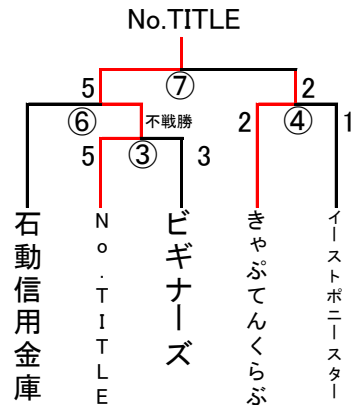 No.TITLE
5
⑦
2
⑥
不戦勝
2
④
1
5
③
3
石動信用金庫
No.TITLE
ビギナーズ
きゃぷてんくらぶ
イーストポニースター